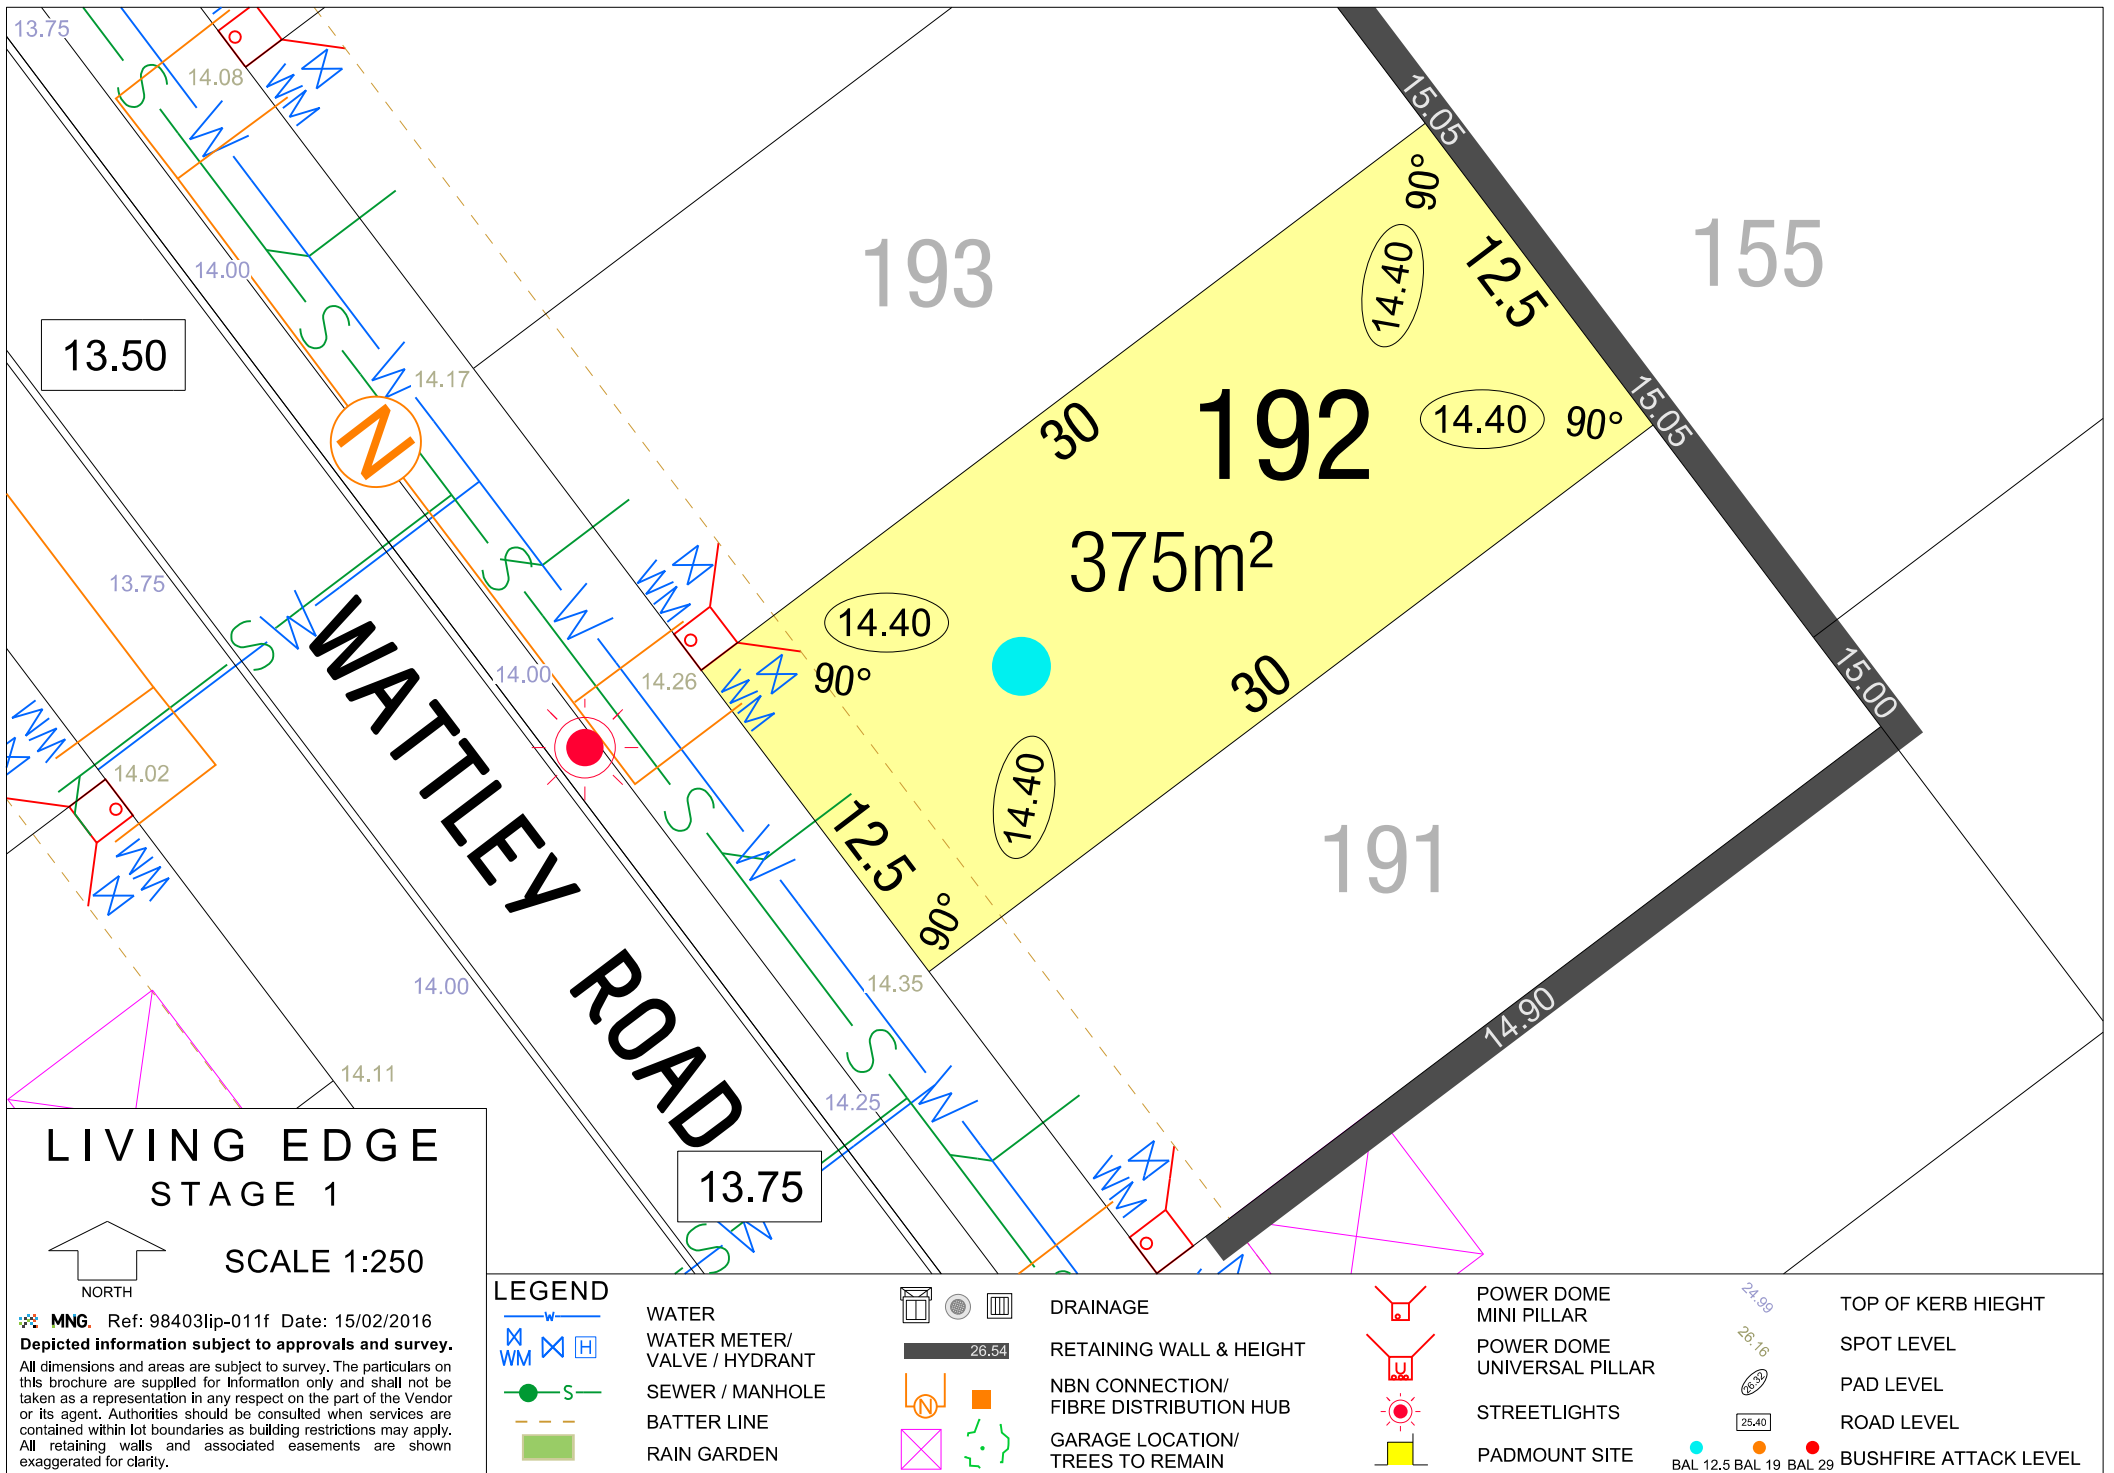 13.75
14.08
WM
15.05
90°
14.40
12.5
193
155
14.00
13.50
14.17
N
30
192
14.40
90°
15.05
375m²
13.75
WM
14.40
90°
14.00
14.26
WM
30
15.00
WATTLEY ROAD
WM
14.02
WM
12.5
14.40
90°
191
14.35
14.00
14.90
14.11
14.25
13.75
WM
S
W
LIVING EDGE
STAGE 1
SCALE 1:250
NORTH
MNG. Ref: 98403lip-011f Date: 15/02/2016
Depicted information subject to approvals and survey.
All dimensions and areas are subject to survey. The particulars on
this brochure are supplied for information only and shall not be
taken as a representation in any respect on the part of the Vendor
or its agent. Authorities should be consulted when services are
contained within lot boundaries as building restrictions may apply.
All retaining walls and associated easements are shown
exaggerated for clarity.
LEGEND
W WATER
WM H WATER METER/
VALVE / HYDRANT
S SEWER / MANHOLE
BATTER LINE
RAIN GARDEN
DRAINAGE
26.54 RETAINING WALL & HEIGHT
N NBN CONNECTION/
FIBRE DISTRIBUTION HUB
GARAGE LOCATION/
TREES TO REMAIN
POWER DOME
MINI PILLAR
U POWER DOME
UNIVERSAL PILLAR
STREETLIGHTS
PADMOUNT SITE
24.99 TOP OF KERB HIEGHT
26.16 SPOT LEVEL
26.32 PAD LEVEL
25.40 ROAD LEVEL
BAL 12.5 BAL 19 BAL 29 BUSHFIRE ATTACK LEVEL